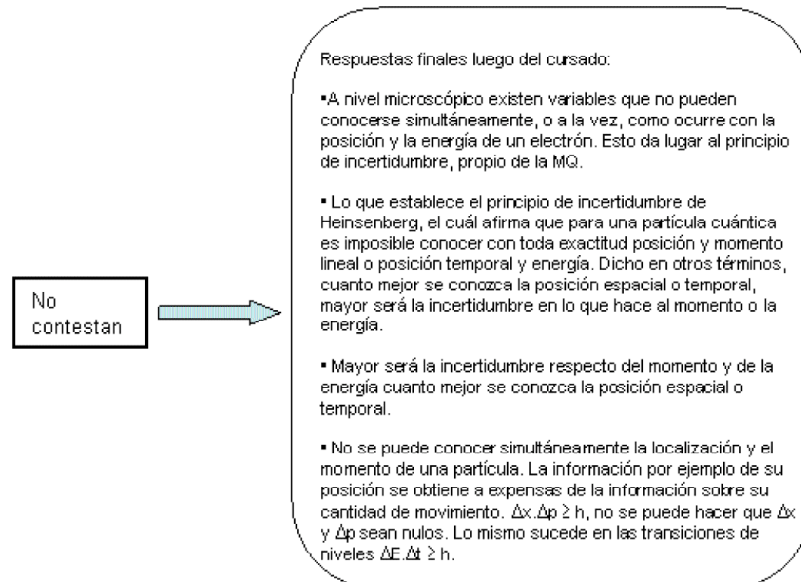 Respuestas finales luego del cursado:
▪A nivel microscópico existen variables que no pueden
conocerse simultáneamente, o a la vez, como ocurre con la
posición y la energía de un electrón. Esto da lugar al principio
de incertidumbre, propio de la MQ.
▪ Lo que establece el principio de incertidumbre de
Heinsenberg, el cuál afirma que para una partícula cuántica
es imposible conocer con toda exactitud posición y momento
lineal o posición temporal y energía. Dicho en otros términos,
cuanto mejor se conozca la posición espacial o temporal,
mayor será la incertidumbre en lo que hace al momento o la
energía.
▪ Mayor será la incertidumbre respecto del momento y de la
energía cuanto mejor se conozca la posición espacial o
temporal.
▪ No se puede conocer simultáneamente la localización y el
momento de una partícula. La información por ejemplo de su
posición se obtiene a expensas de la información sobre su
cantidad de movimiento. Δx.Δp ≥ h, no se puede hacer que Δx
y Δp sean nulos. Lo mismo sucede en las transiciones de
niveles ΔE.Δt ≥ h.
No
contestan